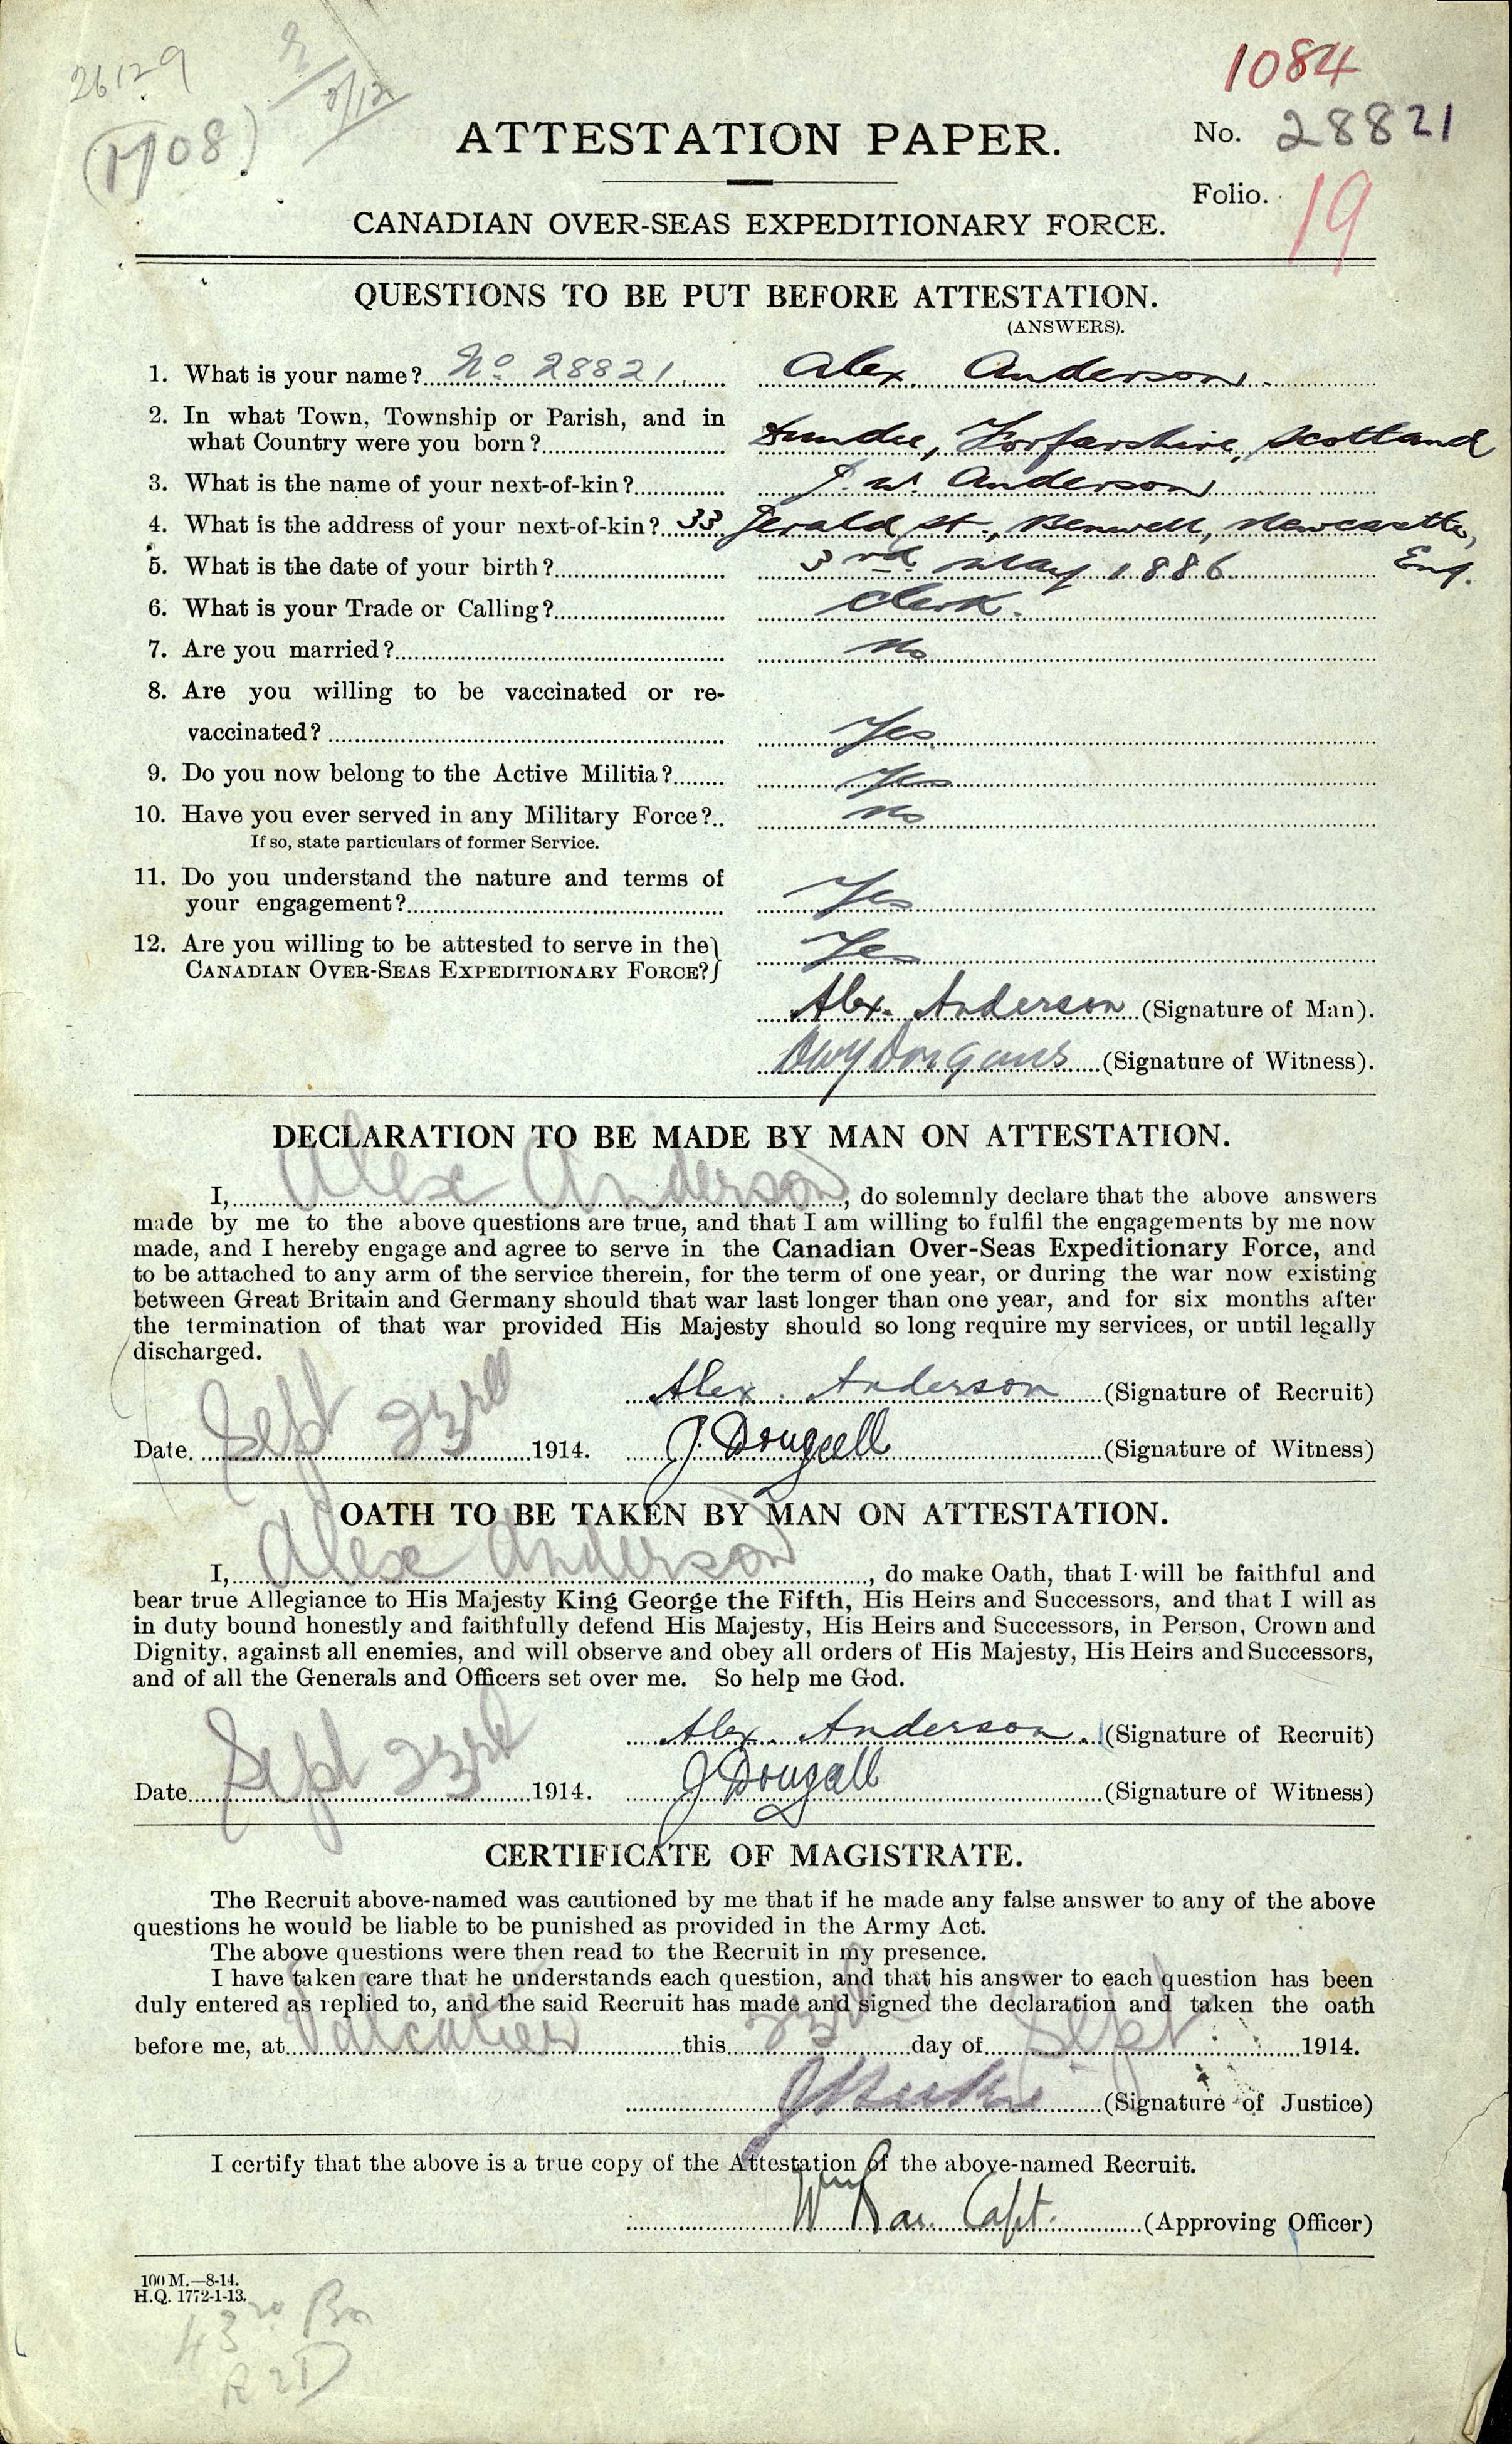 26129
1084
ATTESTATION PAPER.
No. 28821
(1708)
Folio. 19
CANADIAN OVER-SEAS EXPEDITIONARY FORCE.
QUESTIONS TO BE PUT BEFORE ATTESTATION.
(ANSWERS).
1. What is your name? No 28821 Alex. Anderson
2. In what Town, Township or Parish, and in
what Country were you born? Dundee, Forfarshire, Scotland
3. What is the name of your next-of-kin? J. W. Anderson
4. What is the address of your next-of-kin? 33 Gerald St., Benwell, Newcastle,
5. What is the date of your birth? 3rd May 1886 Eng.
6. What is your Trade or Calling? Clerk.
7. Are you married? No
8. Are you willing to be vaccinated or re-
vaccinated? Yes
9. Do you now belong to the Active Militia? Yes
10. Have you ever served in any Military Force? No
If so, state particulars of former Service.
11. Do you understand the nature and terms of
your engagement? Yes
12. Are you willing to be attested to serve in the
CANADIAN OVER-SEAS EXPEDITIONARY FORCE? Yes
Alex. Anderson (Signature of Man).
(Signature of Witness).
DECLARATION TO BE MADE BY MAN ON ATTESTATION.
I, Alex Anderson, do solemnly declare that the above answers
made by me to the above questions are true, and that I am willing to fulfil the engagements by me now
made, and I hereby engage and agree to serve in the Canadian Over-Seas Expeditionary Force, and
to be attached to any arm of the service therein, for the term of one year, or during the war now existing
between Great Britain and Germany should that war last longer than one year, and for six months after
the termination of that war provided His Majesty should so long require my services, or until legally
discharged.
Alex. Anderson (Signature of Recruit)
Date. Sept 23rd 1914. J. Dougall (Signature of Witness)
OATH TO BE TAKEN BY MAN ON ATTESTATION.
I, Alex Anderson, do make Oath, that I will be faithful and
bear true Allegiance to His Majesty King George the Fifth, His Heirs and Successors, and that I will as
in duty bound honestly and faithfully defend His Majesty, His Heirs and Successors, in Person, Crown and
Dignity, against all enemies, and will observe and obey all orders of His Majesty, His Heirs and Successors,
and of all the Generals and Officers set over me. So help me God.
Alex. Anderson (Signature of Recruit)
Date Sept 23rd 1914. J Dougall (Signature of Witness)
CERTIFICATE OF MAGISTRATE.
The Recruit above-named was cautioned by me that if he made any false answer to any of the above
questions he would be liable to be punished as provided in the Army Act.
The above questions were then read to the Recruit in my presence.
I have taken care that he understands each question, and that his answer to each question has been
duly entered as replied to, and the said Recruit has made and signed the declaration and taken the oath
before me, at Valcatier this 23rd day of Sept 1914.
(Signature of Justice)
I certify that the above is a true copy of the Attestation of the above-named Recruit.
Wm Rae. Capt. (Approving Officer)
100 M.—8-14.
H.Q. 1772-1-13.
43rd Bn